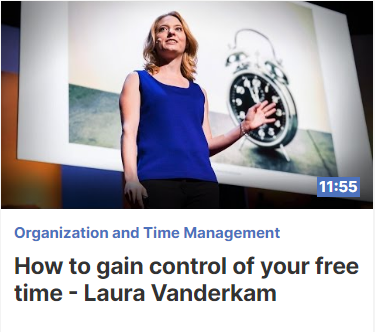 11:55
Organization and Time Management
How to gain control of your free
time - Laura Vanderkam